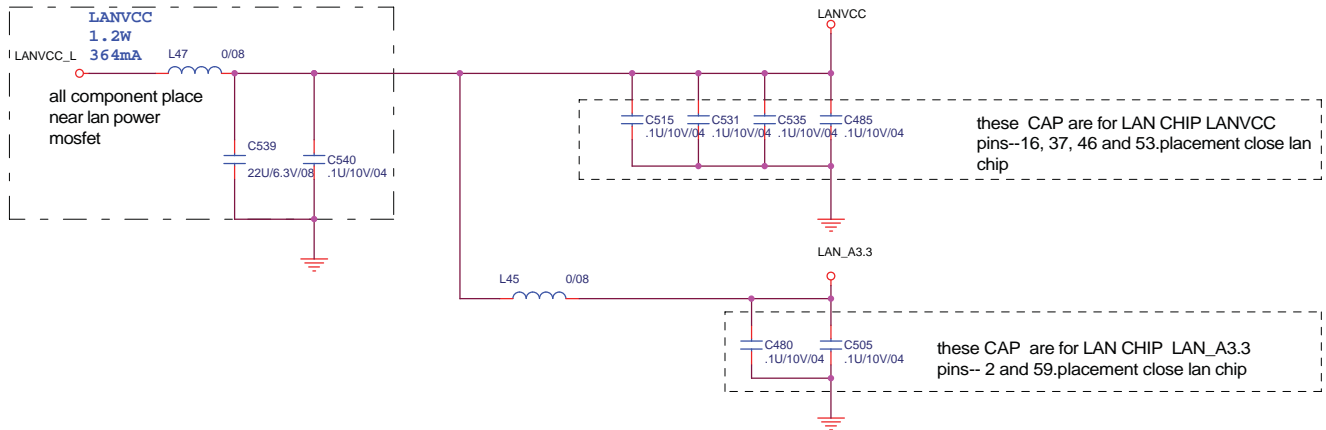 LANVCC
1.2W
364mA
LANVCC_L
L47
0/08
all component place
near lan power
mosfet
C539
22U/6.3V/08
C540
.1U/10V/04
LANVCC
C515
.1U/10V/04
C531
.1U/10V/04
C535
.1U/10V/04
C485
.1U/10V/04
these CAP are for LAN CHIP LANVCC
pins--16, 37, 46 and 53.placement close lan
chip
L45
0/08
LAN_A3.3
C480
.1U/10V/04
C505
.1U/10V/04
these CAP are for LAN CHIP LAN_A3.3
pins-- 2 and 59.placement close lan chip